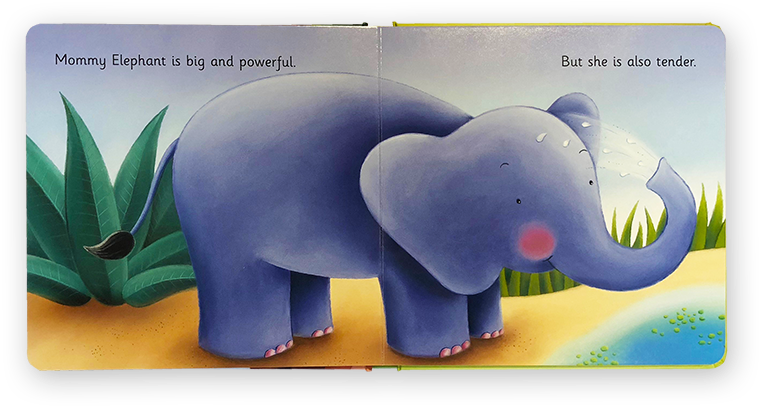 Mommy Elephant is big and powerful.
But she is also tender.